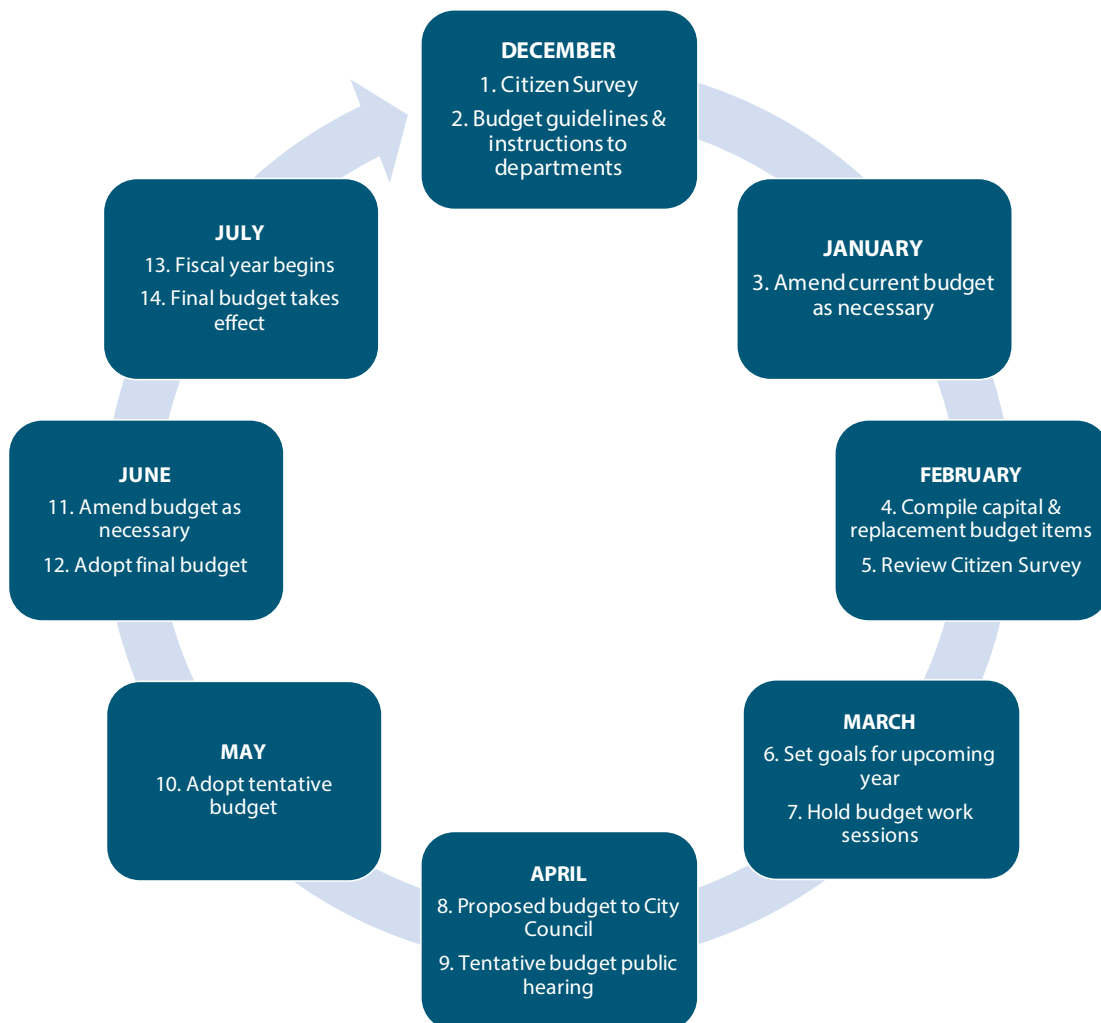 DECEMBER
1. Citizen Survey
2. Budget guidelines &
instructions to
departments
JANUARY
3. Amend current budget
as necessary
FEBRUARY
4. Compile capital &
replacement budget items
5. Review Citizen Survey
MARCH
6. Set goals for upcoming
year
7. Hold budget work
sessions
APRIL
8. Proposed budget to City
Council
9. Tentative budget public
hearing
MAY
10. Adopt tentative
budget
JUNE
11. Amend budget as
necessary
12. Adopt final budget
JULY
13. Fiscal year begins
14. Final budget takes
effect